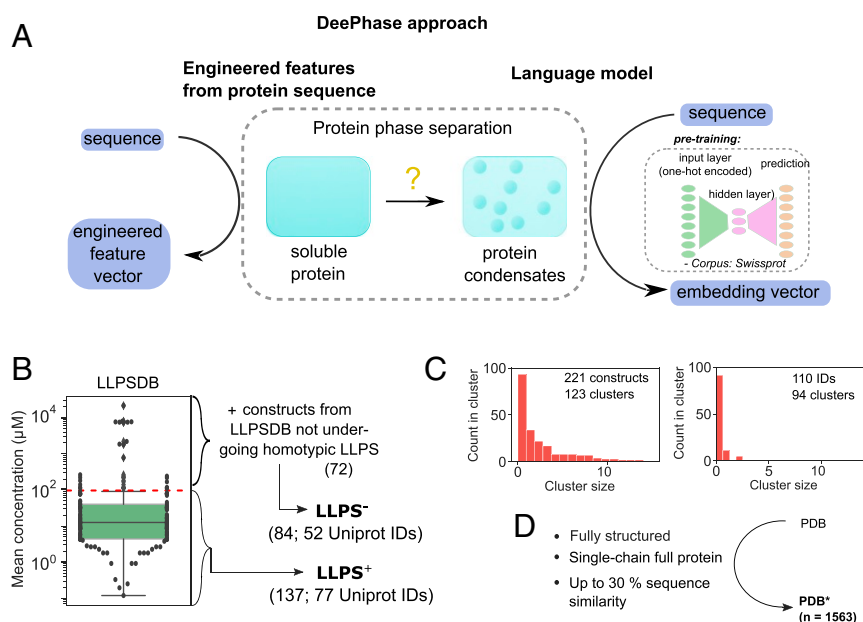 A
DeePhase approach
Engineered features
from protein sequence
Language model
sequence
Protein phase separation
?
soluble
protein
protein
condensates
engineered
feature
vector
sequence
pre-training:
input layer
(one-hot encoded)
prediction
hidden layer)
- Corpus: Swissprot
embedding vector
B
LLPSDB
Mean concentration (μM)
10⁴
10²
10⁰
+ constructs from
LLPSDB not under-
going homotypic LLPS
(72)
LLPS⁻
(84; 52 Uniprot IDs)
LLPS⁺
(137; 77 Uniprot IDs)
C
Count in cluster
100
50
0
221 constructs
123 clusters
0
10
Cluster size
Count in cluster
100
50
0
110 IDs
94 clusters
0
5
10
Cluster size
D
• Fully structured
• Single-chain full protein
• Up to 30 % sequence
similarity
PDB
PDB*
(n = 1563)